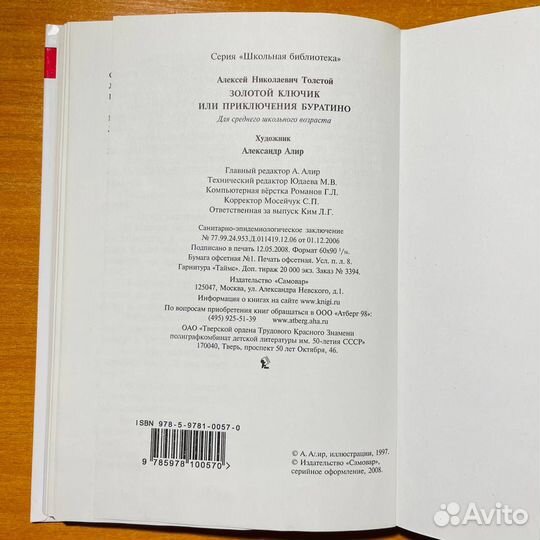 Серия «Школьная библиотека»
Алексей Николаевич Толстой
ЗОЛОТОЙ КЛЮЧИК
ИЛИ ПРИКЛЮЧЕНИЯ БУРАТИНО
Для среднего школьного возраста
Художник
Александр Алир
Главный редактор А. Алир
Технический редактор Юдаева М.В.
Компьютерная вёрстка Романов Г.Л.
Корректор Мосейчук С.П.
Ответственная за выпуск Ким Л.Г.
Санитарно-эпидемиологическое заключение
№ 77.99.24.953.Д.011419.12.06 от 01.12.2006
Подписано в печать 12.05.2008. Формат 60х90 ¹/₁₆.
Бумага офсетная №1. Печать офсетная. Усл. п. л. 8.
Гарнитура «Таймс». Доп. тираж 20 000 экз. Заказ № 3394.
Издательство «Самовар»
125047, Москва, ул. Александра Невского, д. 1.
Информация о книгах на сайте www.knigi.ru
По вопросам приобретения книг обращаться в ООО «Атберг 98»:
(495) 925-51-39 www.atberg.aha.ru
ОАО «Тверской ордена Трудового Красного Знамени
полиграфкомбинат детской литературы им. 50-летия СССР»
170040, Тверь, проспект 50 лет Октября, 46.
ISBN 978-5-9781-0057-0
9 785978 100570 >
© А. Алир, иллюстрации, 1997.
© Издательство «Самовар»,
серийное оформление, 2008.
Avito